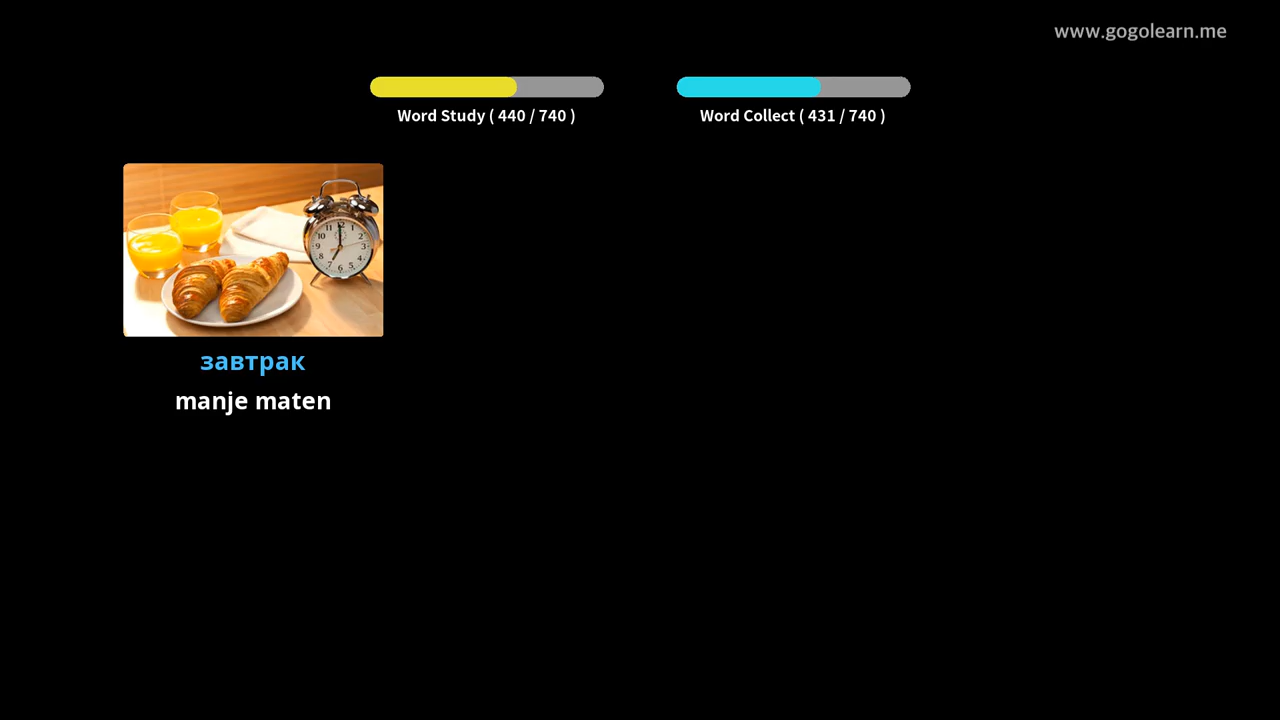 www.gogolearn.me
Word Study ( 440 / 740 )
Word Collect ( 431 / 740 )
завтрак
manje maten